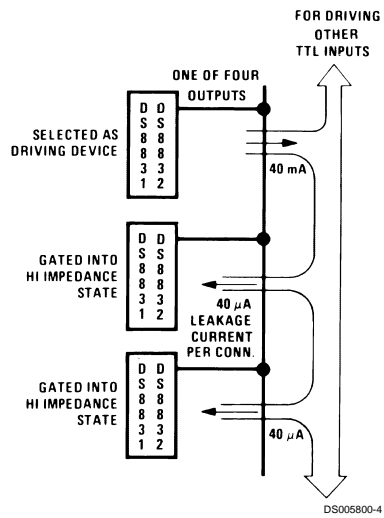 FOR DRIVING
OTHER
TTL INPUTS
ONE OF FOUR
OUTPUTS
DS8831
DS8832
SELECTED AS
DRIVING DEVICE
40 mA
DS8831
DS8832
GATED INTO
HI IMPEDANCE
STATE
40 μA
LEAKAGE
CURRENT
PER CONN.
DS8831
DS8832
GATED INTO
HI IMPEDANCE
STATE
40 μA
DS005800-4